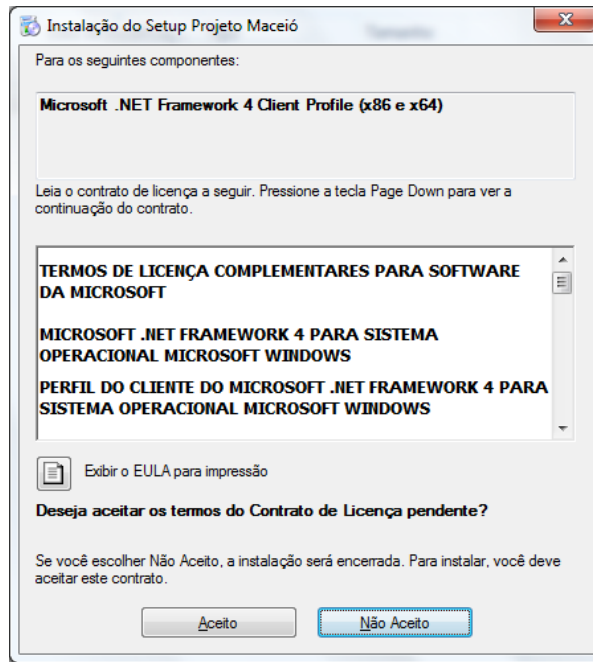 Instalação do Setup Projeto Maceió
Para os seguintes componentes:
Microsoft .NET Framework 4 Client Profile (x86 e x64)
Leia o contrato de licença a seguir. Pressione a tecla Page Down para ver a
continuação do contrato.
TERMOS DE LICENÇA COMPLEMENTARES PARA SOFTWARE
DA MICROSOFT
MICROSOFT .NET FRAMEWORK 4 PARA SISTEMA
OPERACIONAL MICROSOFT WINDOWS
PERFIL DO CLIENTE DO MICROSOFT .NET FRAMEWORK 4 PARA
SISTEMA OPERACIONAL MICROSOFT WINDOWS
Exibir o EULA para impressão
Deseja aceitar os termos do Contrato de Licença pendente?
Se você escolher Não Aceito, a instalação será encerrada. Para instalar, você deve
aceitar este contrato.
Aceito
Não Aceito